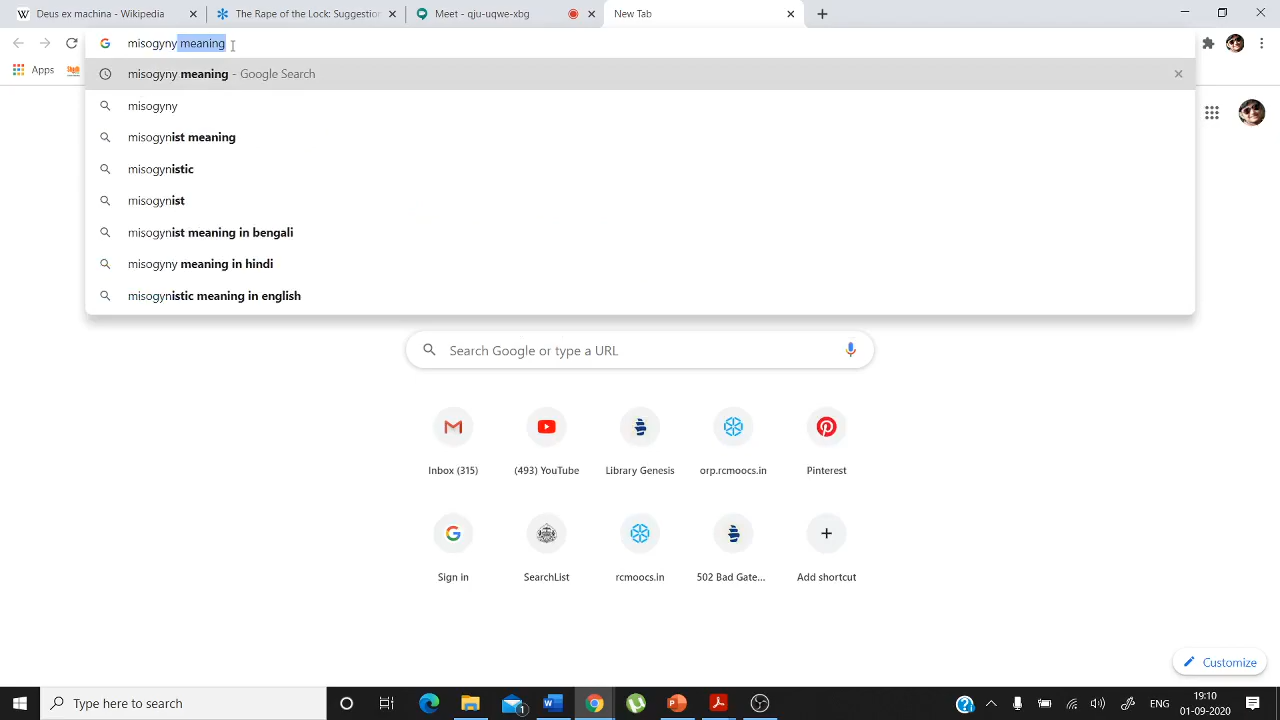 Deus ex machina - Wikipedia
The Rape of the Lock: Suggestion
Meet - qju-uqwe-xbg
New Tab
misogyny meaning
Apps
misogyny meaning - Google Search
misogyny
misogynist meaning
misogynistic
misogynist
misogynist meaning in bengali
misogyny meaning in hindi
misogynistic meaning in english
Search Google or type a URL
Inbox (315)
(493) YouTube
Library Genesis
orp.rcmoocs.in
Pinterest
Sign in
SearchList
rcmoocs.in
502 Bad Gate...
Add shortcut
Customize
Type here to search
ENG
19:10
01-09-2020